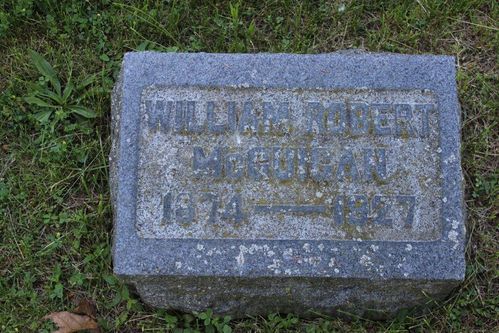 WILLIAM ROBERT
McGUIGAN
1874 — 1927